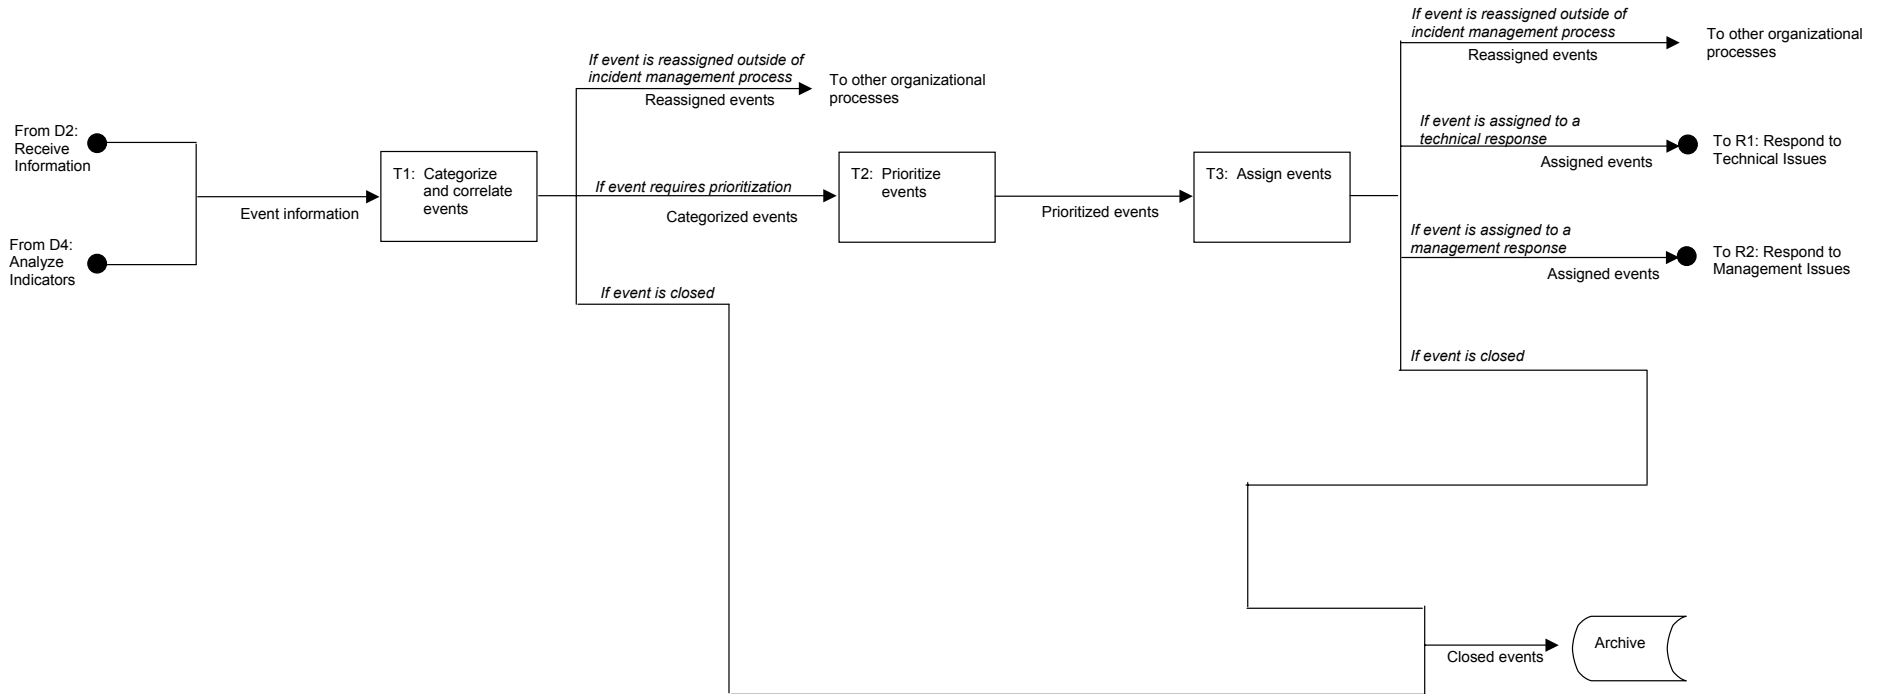 From D2:
Receive
Information
From D4:
Analyze
Indicators
Event information
T1: Categorize
and correlate
events
If event is reassigned outside of
incident management process
Reassigned events
To other organizational
processes
If event requires prioritization
Categorized events
If event is closed
T2: Prioritize
events
Prioritized events
T3: Assign events
If event is reassigned outside of
incident management process
Reassigned events
To other organizational
processes
If event is assigned to a
technical response
Assigned events
To R1: Respond to
Technical Issues
If event is assigned to a
management response
Assigned events
To R2: Respond to
Management Issues
If event is closed
Closed events
Archive